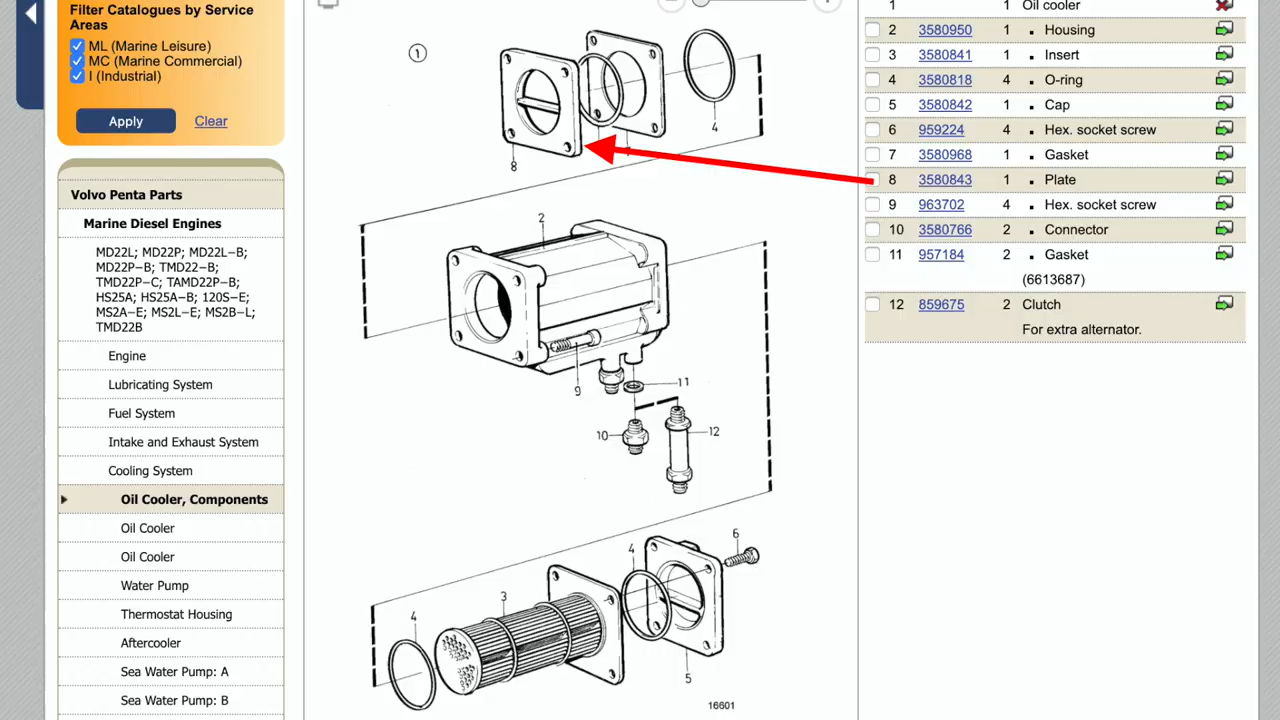 Filter Catalogues by Service
Areas
ML (Marine Leisure)
MC (Marine Commercial)
I (Industrial)
Apply
Clear
Volvo Penta Parts
Marine Diesel Engines
MD22L; MD22P; MD22L–B;
MD22P–B; TMD22–B;
TMD22P–C; TAMD22P–B;
HS25A; HS25A–B; 120S–E;
MS2A–E; MS2L–E; MS2B–L;
TMD22B
Engine
Lubricating System
Fuel System
Intake and Exhaust System
Cooling System
Oil Cooler, Components
Oil Cooler
Oil Cooler
Water Pump
Thermostat Housing
Aftercooler
Sea Water Pump: A
Sea Water Pump: B
1
4
8
2
9
11
10
12
6
4
3
4
5
16601
1 1 Oil cooler
2 3580950 1 Housing
3 3580841 1 Insert
4 3580818 4 O-ring
5 3580842 1 Cap
6 959224 4 Hex. socket screw
7 3580968 1 Gasket
8 3580843 1 Plate
9 963702 4 Hex. socket screw
10 3580766 2 Connector
11 957184 2 Gasket
(6613687)
12 859675 2 Clutch
For extra alternator.